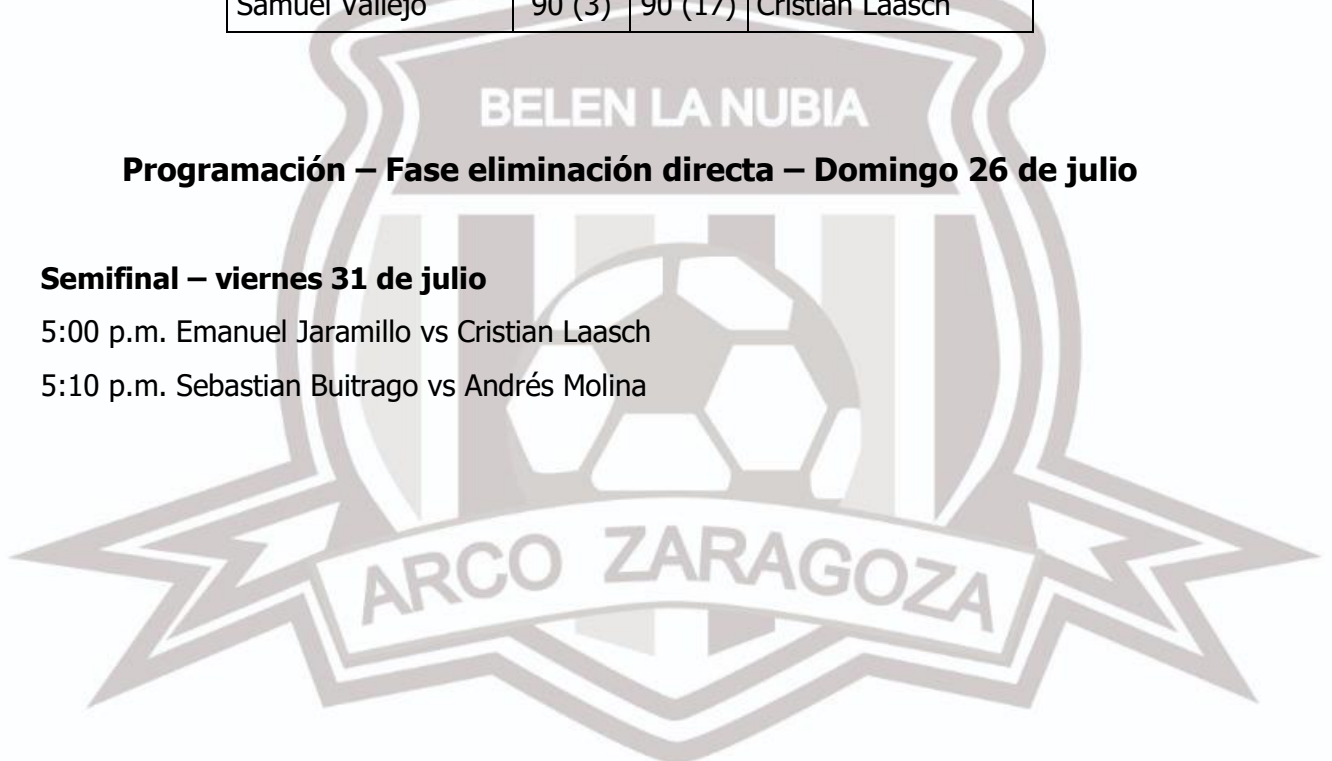 Samuel Vallejo 90 (3) 90 (17) Cristian Laasch
BELEN LA NUBIA
Programación – Fase eliminación directa – Domingo 26 de julio
Semifinal – viernes 31 de julio
5:00 p.m. Emanuel Jaramillo vs Cristian Laasch
5:10 p.m. Sebastian Buitrago vs Andrés Molina
ARCO ZARAGOZA